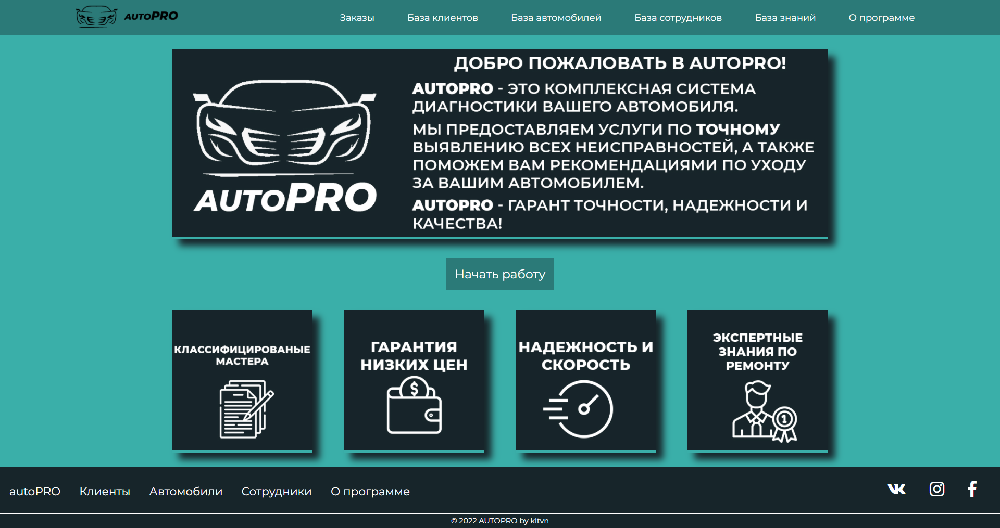 AUTOPRO
Заказы
База клиентов
База автомобилей
База сотрудников
База знаний
О программе
ДОБРО ПОЖАЛОВАТЬ В AUTOPRO!
AUTOPRO - ЭТО КОМПЛЕКСНАЯ СИСТЕМА
ДИАГНОСТИКИ ВАШЕГО АВТОМОБИЛЯ.
МЫ ПРЕДОСТАВЛЯЕМ УСЛУГИ ПО ТОЧНОМУ
ВЫЯВЛЕНИЮ ВСЕХ НЕИСПРАВНОСТЕЙ, А ТАКЖЕ
ПОМОЖЕМ ВАМ РЕКОМЕНДАЦИЯМИ ПО УХОДУ
ЗА ВАШИМ АВТОМОБИЛЕМ.
AUTOPRO - ГАРАНТ ТОЧНОСТИ, НАДЕЖНОСТИ И
КАЧЕСТВА!
AUTOPRO
Начать работу
КЛАССИФИЦИРОВАНЫЕ
МАСТЕРА
ГАРАНТИЯ
НИЗКИХ ЦЕН
$
НАДЕЖНОСТЬ И
СКОРОСТЬ
ЭКСПЕРТНЫЕ
ЗНАНИЯ ПО
РЕМОНТУ
1
autoPRO
Клиенты
Автомобили
Сотрудники
О программе
© 2022 AUTOPRO by kltvn